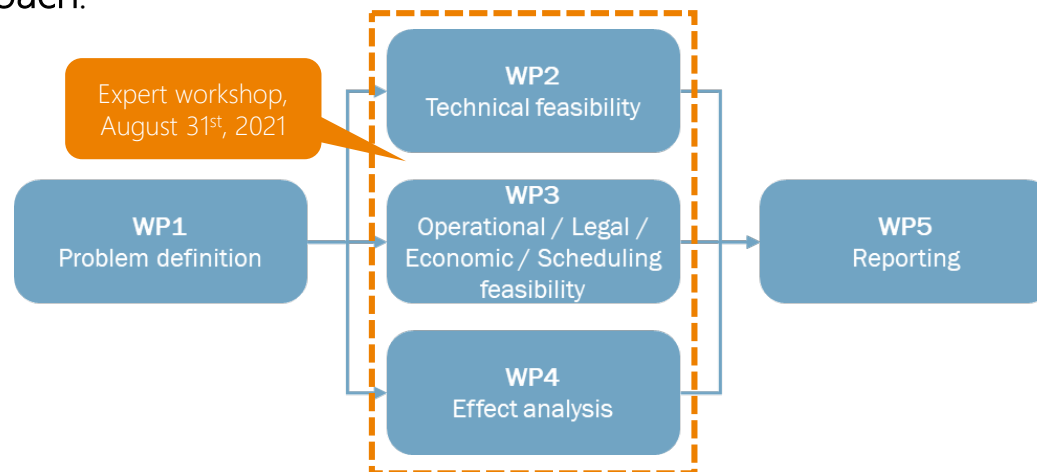 Expert workshop,
August 31st, 2021
WP1
Problem definition
WP2
Technical feasibility
WP3
Operational / Legal /
Economic / Scheduling
feasibility
WP4
Effect analysis
WP5
Reporting